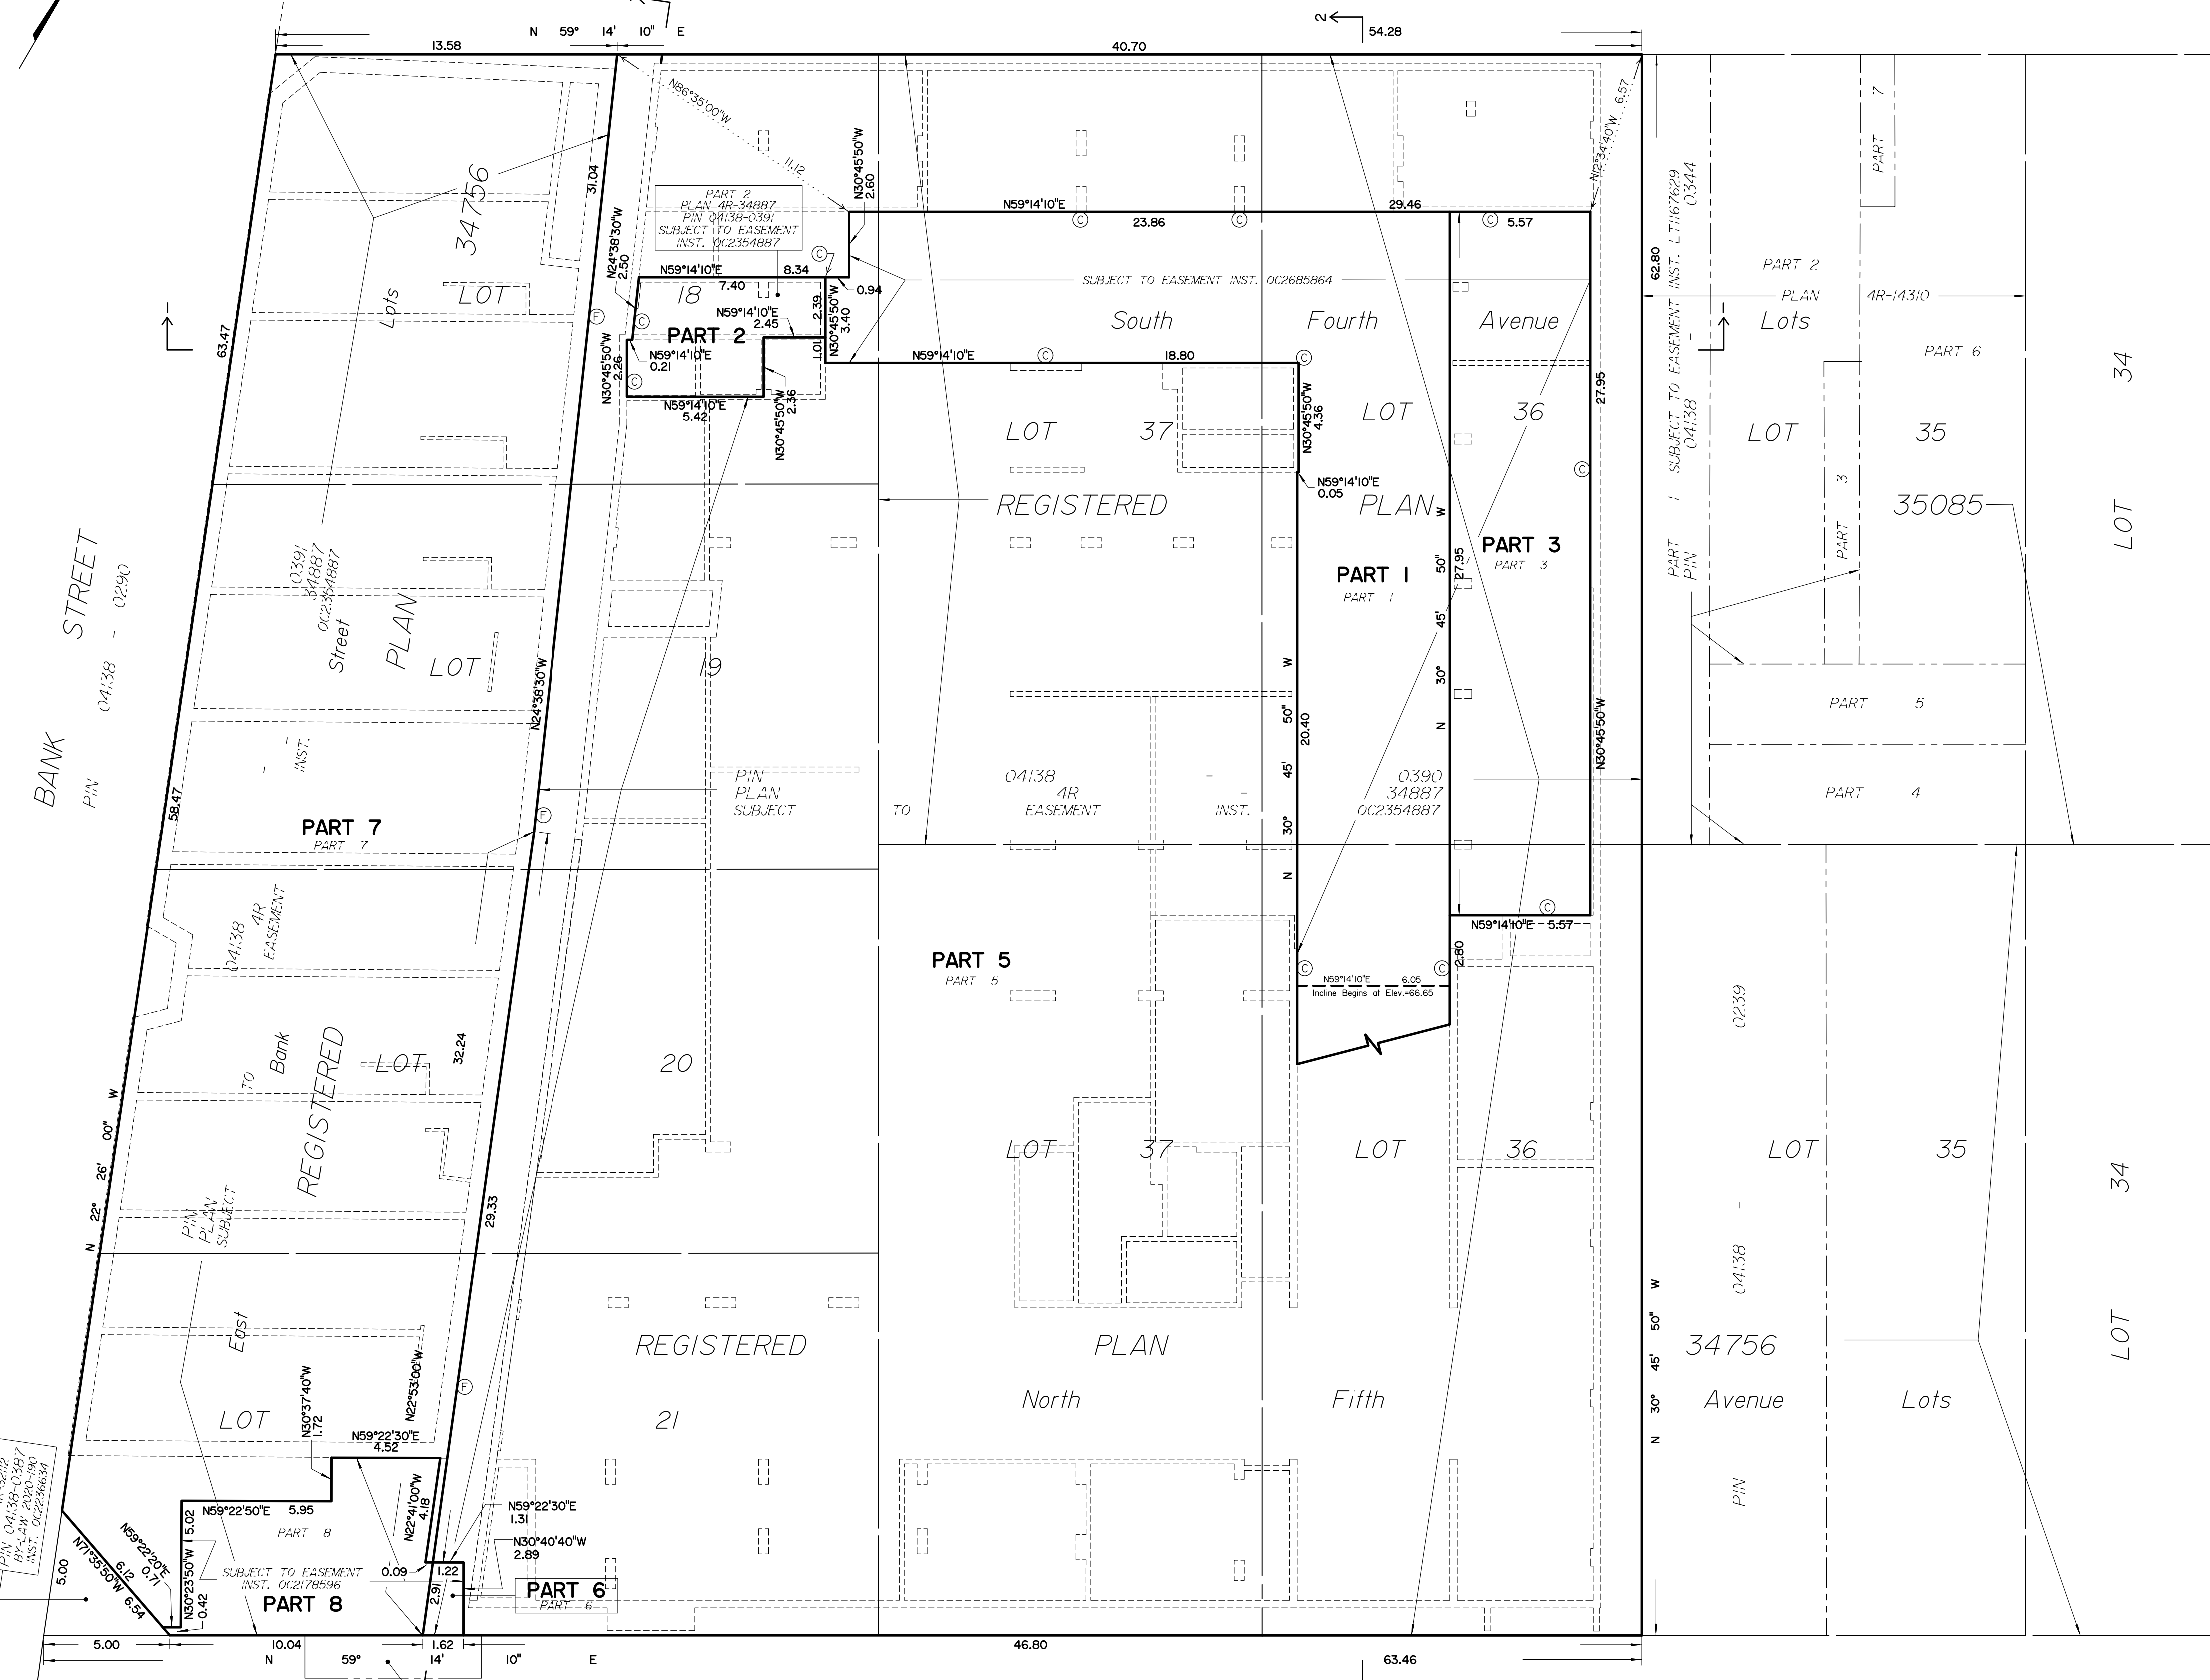 N 59° 14' 10" E
13.58
40.70
54.28
2
N86°35'00"W
11.12
N12°34'40"W 6.57
PART 2
PLAN 4R-34887
PIN 04138-0391
SUBJECT TO EASEMENT
INST. OC2354887
N30°45'50"W
2.60
N59°14'10"E
29.46
C
C
23.86
C
5.57
31.04
34756
Lots
LOT
18
N24°38'30"W
2.50
N59°14'10"E
8.34
7.40
C
0.94
SUBJECT TO EASEMENT INST. OC2685864
62.80
PART 7
PART 2
PLAN 4R-14310
Lots
PART 6
PART 1 SUBJECT TO EASEMENT INST. LT1167629
PIN 04138 - 0344
34
LOT
1
1
63.47
F
C
PART 2
N59°14'10"E
2.45
2.39
N30°45'50"W
3.40
1.01
South Fourth Avenue
N59°14'10"E
0.21
N30°45'50"W
2.26
C
N59°14'10"E
5.42
N30°45'50"W
2.36
N59°14'10"E
C
18.80
C
N30°45'50"W
4.36
27.95
LOT 37
LOT 36
LOT 35
N59°14'10"E
0.05
C
REGISTERED PLAN
35085
PART 3
BANK STREET
PIN 04138 - 0290
0391
34887
OC2354887
Street
PLAN
LOT
19
PART 1
PART 1
PART 3
PART 3
27.95
N 30° 45' 50" W
N 30° 45' 50" W
20.40
N30°45'50"W
N24°38'30"W
PART 5
PART 4
-
-
INST.
58.47
PART 7
PART 7
F
PIN 04138 - 0390
PLAN 4R - 34887
SUBJECT TO EASEMENT INST. OC2354887
04138
4R
EASEMENT
PART 5
PART 5
C
N59°14'10"E 5.57
2.80
C
C
N59°14'10"E 6.05
Incline Begins at Elev.=66.65
32.24
TO
Bank
REGISTERED
LOT
20
LOT 37
LOT 36
LOT 35
PIN 04138 - 0239
34
LOT
N 22° 26' 00" W
PIN
PLAN
SUBJECT
29.33
East
LOT
21
REGISTERED PLAN
34756
North Fifth Avenue Lots
N 30° 45' 50" W
LOT
N30°37'40"W
1.72
N22°53'00"W
F
N59°22'30"E
4.52
N22°41'00"W
4.18
N59°22'50"E 5.95
PART 8
N59°22'30"E
1.31
N30°40'40"W
2.89
PIN 04138-0387
BY-LAW 2020-190
INST. OC2236634
N59°22'20"E
0.71
6.12
N71°35'50"W 6.54
N30°23'50"W 5.02
0.42
5.00
SUBJECT TO EASEMENT
INST. OC2178596
PART 8
0.09
1.22
2.91
PART 6
PART 6
5.00
10.04
1.62
46.80
N 59° 14' 10" E
63.46